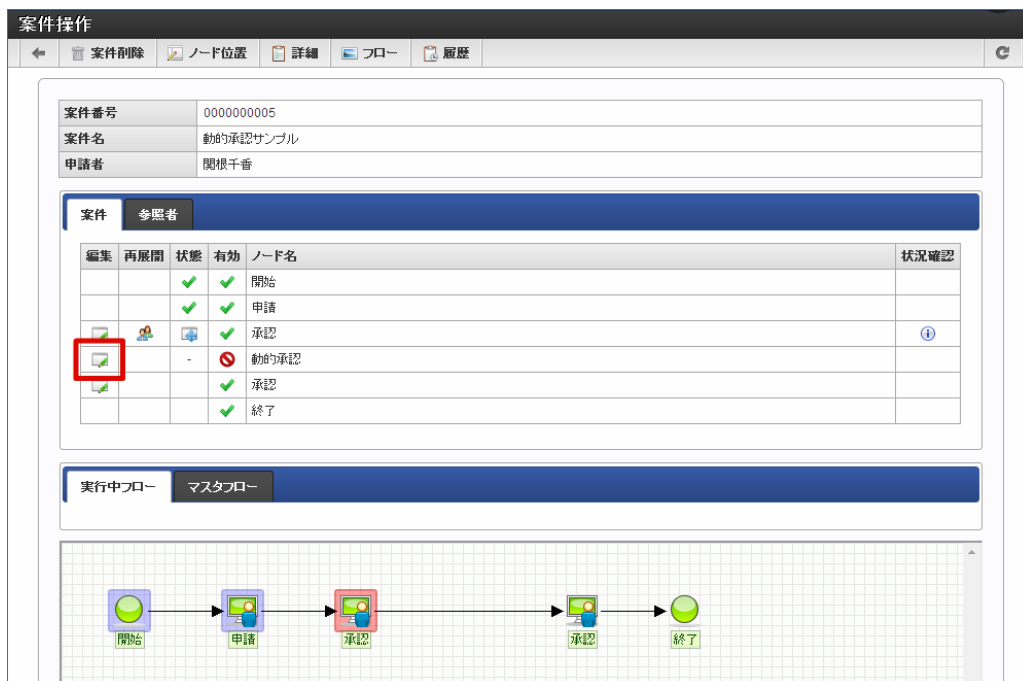 案件操作
案件削除 ノード位置 詳細 フロー 履歴
案件番号 0000000005
案件名 動的承認サンプル
申請者 関根千香
案件 参照者
編集 再展開 状態 有効 ノード名 状況確認
開始
申請
承認
- 動的承認
承認
終了
実行中フロー マスタフロー
開始 申請 承認 承認 終了